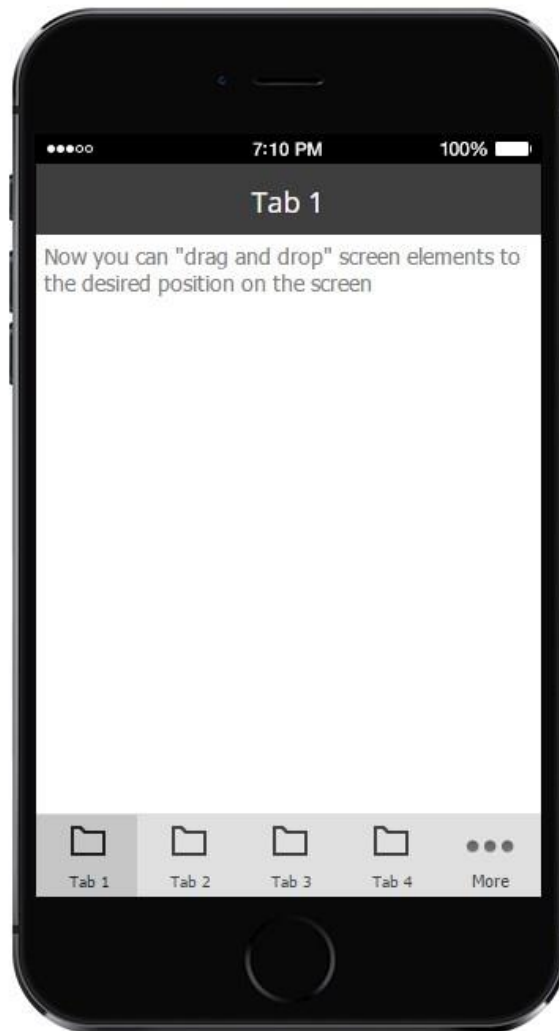 7:10 PM
100%
Tab 1
Now you can "drag and drop" screen elements to
the desired position on the screen
Tab 1
Tab 2
Tab 3
Tab 4
More